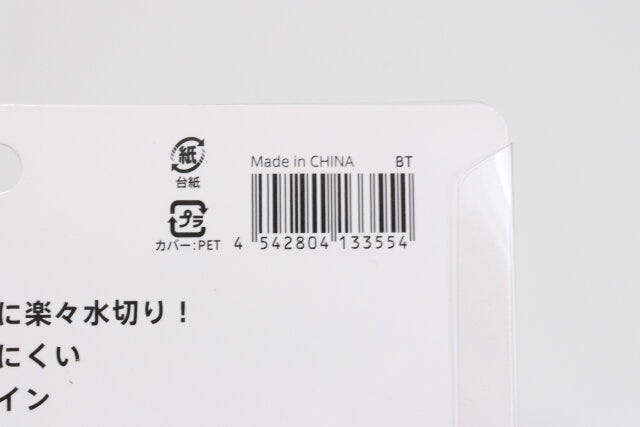 紙
Made in CHINA BT
台紙
プラ
カバー:PET
4 542804 133554
に楽々水切り!
にくい
イン